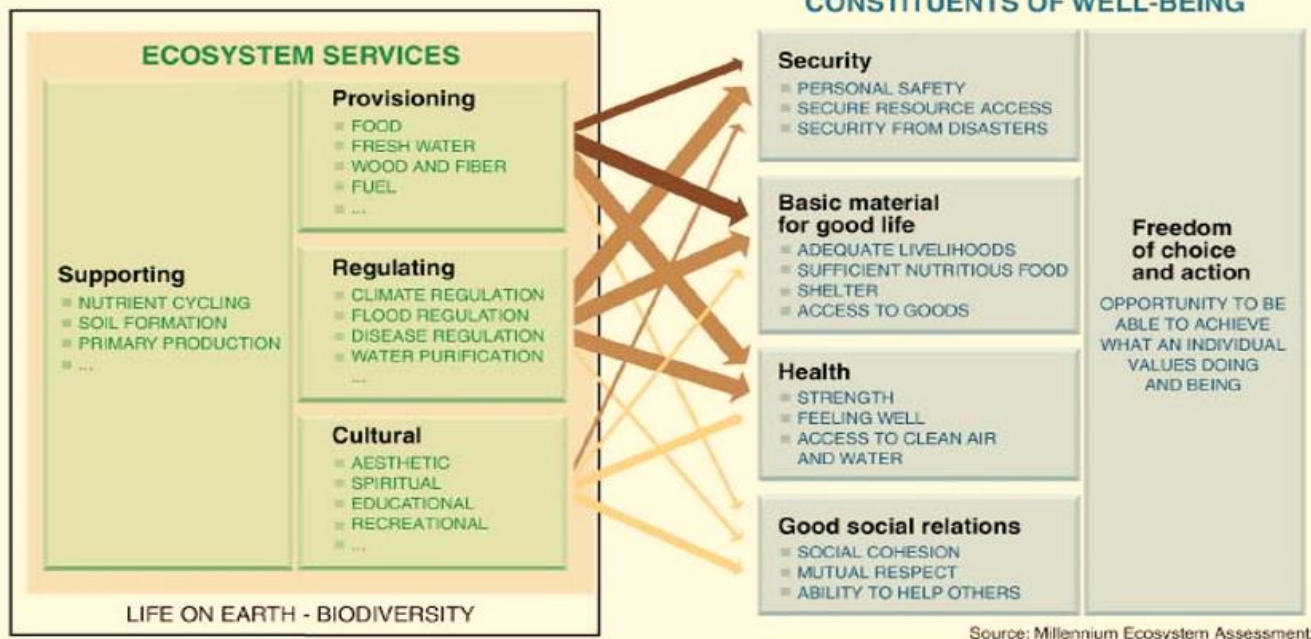 CONSTITUENTS OF WELL-BEING
ECOSYSTEM SERVICES
Supporting
NUTRIENT CYCLING
SOIL FORMATION
PRIMARY PRODUCTION
...
Provisioning
FOOD
FRESH WATER
WOOD AND FIBER
FUEL
...
Regulating
CLIMATE REGULATION
FLOOD REGULATION
DISEASE REGULATION
WATER PURIFICATION
...
Cultural
AESTHETIC
SPIRITUAL
EDUCATIONAL
RECREATIONAL
...
LIFE ON EARTH - BIODIVERSITY
Security
PERSONAL SAFETY
SECURE RESOURCE ACCESS
SECURITY FROM DISASTERS
Basic material
for good life
ADEQUATE LIVELIHOODS
SUFFICIENT NUTRITIOUS FOOD
SHELTER
ACCESS TO GOODS
Health
STRENGTH
FEELING WELL
ACCESS TO CLEAN AIR
AND WATER
Good social relations
SOCIAL COHESION
MUTUAL RESPECT
ABILITY TO HELP OTHERS
Freedom
of choice
and action
OPPORTUNITY TO BE
ABLE TO ACHIEVE
WHAT AN INDIVIDUAL
VALUES DOING
AND BEING
Source: Millennium Ecosystem Assessment